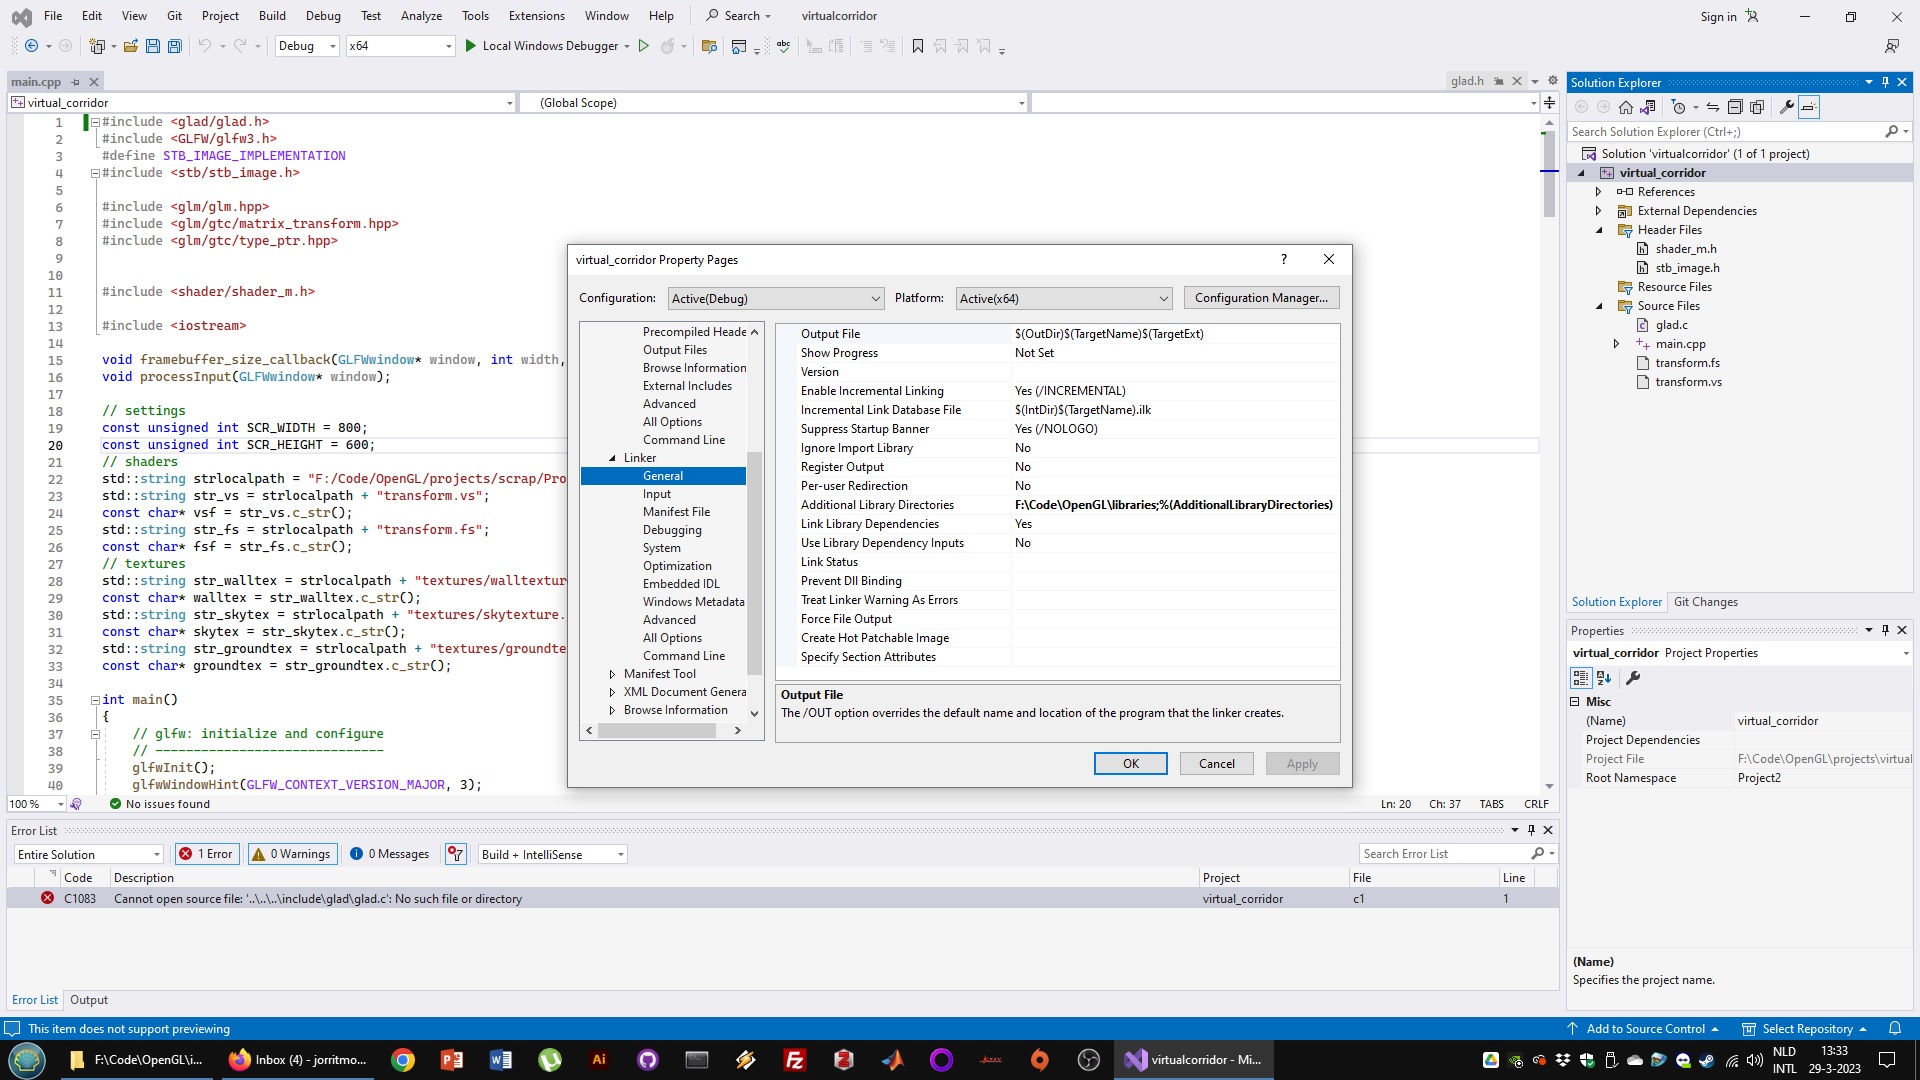 File Edit View Git Project Build Debug Test Analyze Tools Extensions Window Help Search virtualcorridor Sign in
Debug x64 Local Windows Debugger
main.cpp glad.h
virtual_corridor (Global Scope)
1 #include <glad/glad.h>
2 #include <GLFW/glfw3.h>
3 #define STB_IMAGE_IMPLEMENTATION
4 #include <stb/stb_image.h>
5
6 #include <glm/glm.hpp>
7 #include <glm/gtc/matrix_transform.hpp>
8 #include <glm/gtc/type_ptr.hpp>
9
10
11 #include <shader/shader_m.h>
12
13 #include <iostream>
14
15 void framebuffer_size_callback(GLFWwindow* window, int width,
16 void processInput(GLFWwindow* window);
17
18 // settings
19 const unsigned int SCR_WIDTH = 800;
20 const unsigned int SCR_HEIGHT = 600;
21 // shaders
22 std::string strlocalpath = "F:/Code/OpenGL/projects/scrap/Pro
23 std::string str_vs = strlocalpath + "transform.vs";
24 const char* vsf = str_vs.c_str();
25 std::string str_fs = strlocalpath + "transform.fs";
26 const char* fsf = str_fs.c_str();
27 // textures
28 std::string str_walltex = strlocalpath + "textures/walltextur
29 const char* walltex = str_walltex.c_str();
30 std::string str_skytex = strlocalpath + "textures/skytexture.
31 const char* skytex = str_skytex.c_str();
32 std::string str_groundtex = strlocalpath + "textures/groundte
33 const char* groundtex = str_groundtex.c_str();
34
35 int main()
36 {
37 // glfw: initialize and configure
38 // ------------------------------
39 glfwInit();
40 glfwWindowHint(GLFW_CONTEXT_VERSION_MAJOR, 3);
100 % No issues found Ln: 20 Ch: 37 TABS CRLF
virtual_corridor Property Pages ?
Configuration: Active(Debug) Platform: Active(x64) Configuration Manager...
Precompiled Heade
Output Files
Browse Information
External Includes
Advanced
All Options
Command Line
Linker
General
Input
Manifest File
Debugging
System
Optimization
Embedded IDL
Windows Metadata
Advanced
All Options
Command Line
Manifest Tool
XML Document Genera
Browse Information
Output File $(OutDir)$(TargetName)$(TargetExt)
Show Progress Not Set
Version
Enable Incremental Linking Yes (/INCREMENTAL)
Incremental Link Database File $(IntDir)$(TargetName).ilk
Suppress Startup Banner Yes (/NOLOGO)
Ignore Import Library No
Register Output No
Per-user Redirection No
Additional Library Directories F:\Code\OpenGL\libraries;%(AdditionalLibraryDirectories)
Link Library Dependencies Yes
Use Library Dependency Inputs No
Link Status
Prevent Dll Binding
Treat Linker Warning As Errors
Force File Output
Create Hot Patchable Image
Specify Section Attributes
Output File
The /OUT option overrides the default name and location of the program that the linker creates.
OK Cancel Apply
Solution Explorer
Search Solution Explorer (Ctrl+;)
Solution 'virtualcorridor' (1 of 1 project)
virtual_corridor
References
External Dependencies
Header Files
shader_m.h
stb_image.h
Resource Files
Source Files
glad.c
main.cpp
transform.fs
transform.vs
Solution Explorer Git Changes
Properties
virtual_corridor Project Properties
Misc
(Name) virtual_corridor
Project Dependencies
Project File F:\Code\OpenGL\projects\virtual
Root Namespace Project2
(Name)
Specifies the project name.
Error List
Entire Solution 1 Error 0 Warnings 0 Messages Build + IntelliSense Search Error List
Code Description Project File Line
C1083 Cannot open source file: '..\..\..\include\glad\glad.c': No such file or directory virtual_corridor c1 1
Error List Output
This item does not support previewing Add to Source Control Select Repository
F:\Code\OpenGL\i... Inbox (4) - jorritmo... virtualcorridor - Mi... NLD INTL 13:33 29-3-2023